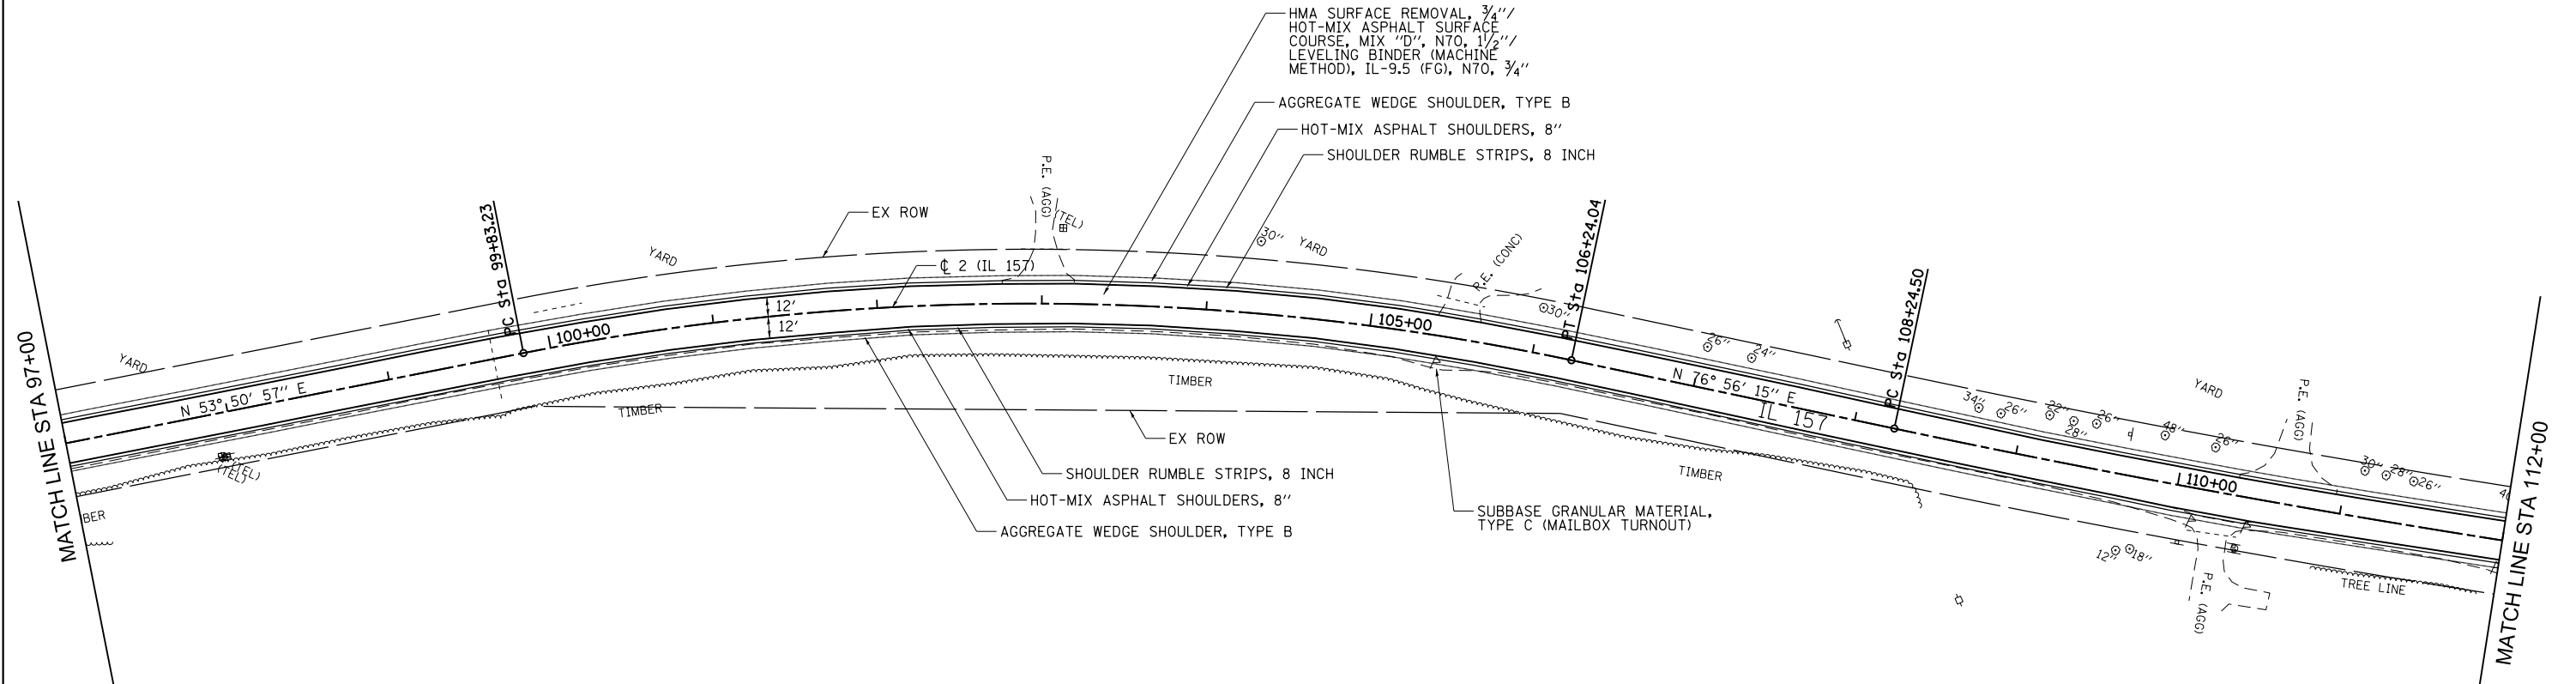 HMA SURFACE REMOVAL, 3/4"/
HOT-MIX ASPHALT SURFACE
COURSE, MIX "D", N70, 1 1/2"/
LEVELING BINDER (MACHINE
METHOD), IL-9.5 (FG), N70, 3/4"
AGGREGATE WEDGE SHOULDER, TYPE B
HOT-MIX ASPHALT SHOULDERS, 8"
SHOULDER RUMBLE STRIPS, 8 INCH
P.E. (AGG)
(TEL)
EX ROW
PC Sta 99+83.23
YARD
30"
YARD
P.E. (CONC)
PT Sta 106+24.04
℄ 2 (IL 157)
PC Sta 108+24.50
12'
12'
100+00
105+00
30"
26"
24"
MATCH LINE STA 97+00
YARD
N 53° 50' 57" E
TIMBER
TIMBER
N 76° 56' 15" E
IL 157
34"
26"
22"
28"
26"
48"
26"
YARD
P.E. (AGG)
30"
28"
26"
40
110+00
MATCH LINE STA 112+00
EX ROW
(TEL)
(TEL)
BER
SHOULDER RUMBLE STRIPS, 8 INCH
HOT-MIX ASPHALT SHOULDERS, 8"
AGGREGATE WEDGE SHOULDER, TYPE B
TIMBER
SUBBASE GRANULAR MATERIAL,
TYPE C (MAILBOX TURNOUT)
12"
18"
P.E. (AGG)
TREE LINE